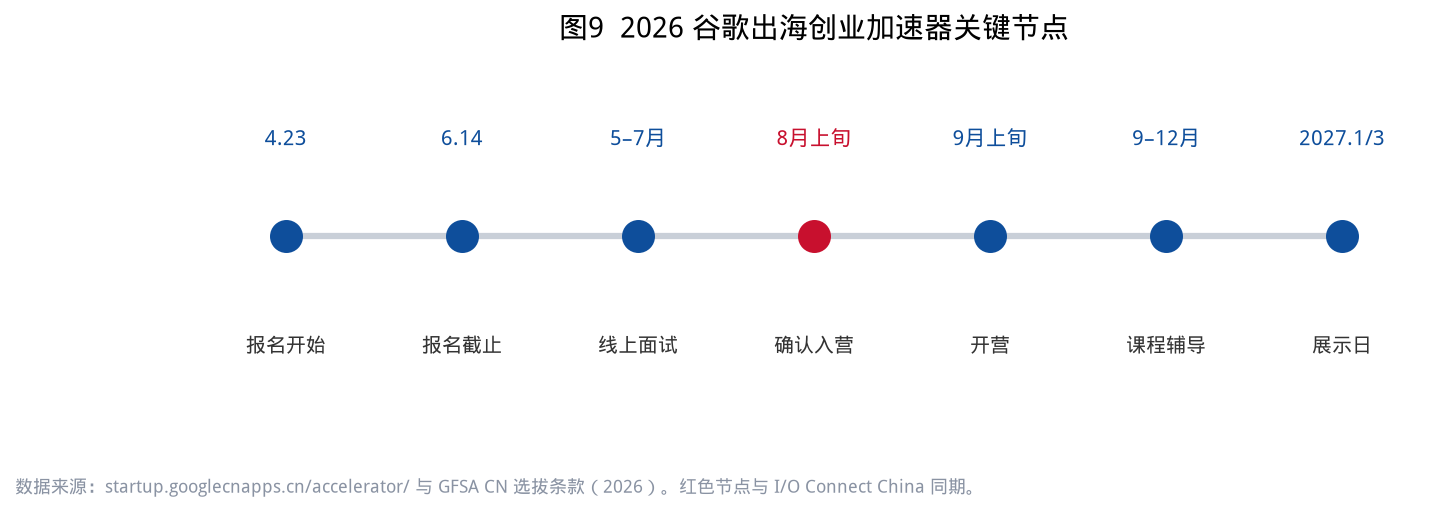 图9 2026 谷歌出海创业加速器关键节点
4.23 6.14 5–7月 8月上旬 9月上旬 9–12月 2027.1/3
报名开始 报名截止 线上面试 确认入营 开营 课程辅导 展示日
数据来源：startup.googlecnapps.cn/accelerator/ 与 GFSA CN 选拔条款（2026）。红色节点与 I/O Connect China 同期。